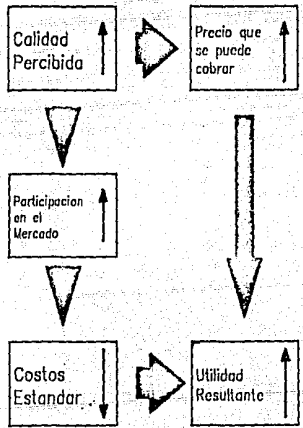 Calidad
Percibida
Precio que
se puede
cobrar
Participacion
en el
Mercado
Costos
Estandar
Utilidad
Resultante